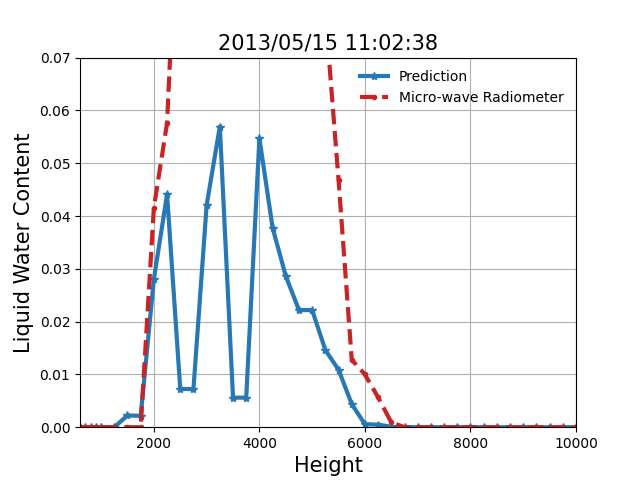 2013/05/15 11:02:38
0.07
0.06
0.05
0.04
0.03
0.02
0.01
0.00
Liquid Water Content
Prediction
Micro-wave Radiometer
2000 4000 6000 8000 10000
Height